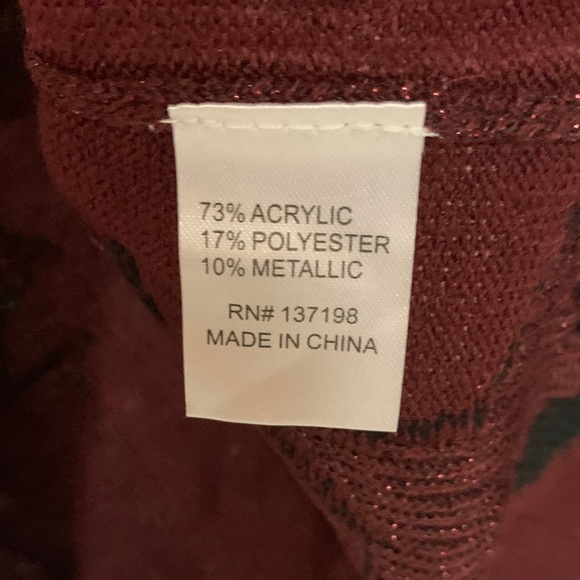 73% ACRYLIC
17% POLYESTER
10% METALLIC
RN# 137198
MADE IN CHINA